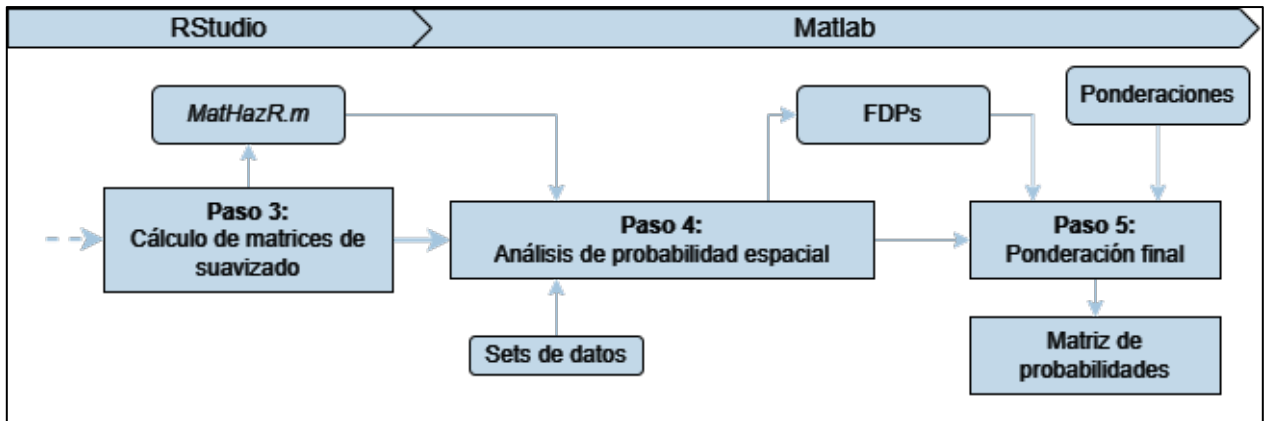 RStudio
Matlab
MatHazR.m
FDPs
Ponderaciones
Paso 3:
Cálculo de matrices de
suavizado
Paso 4:
Análisis de probabilidad espacial
Paso 5:
Ponderación final
Sets de datos
Matriz de
probabilidades